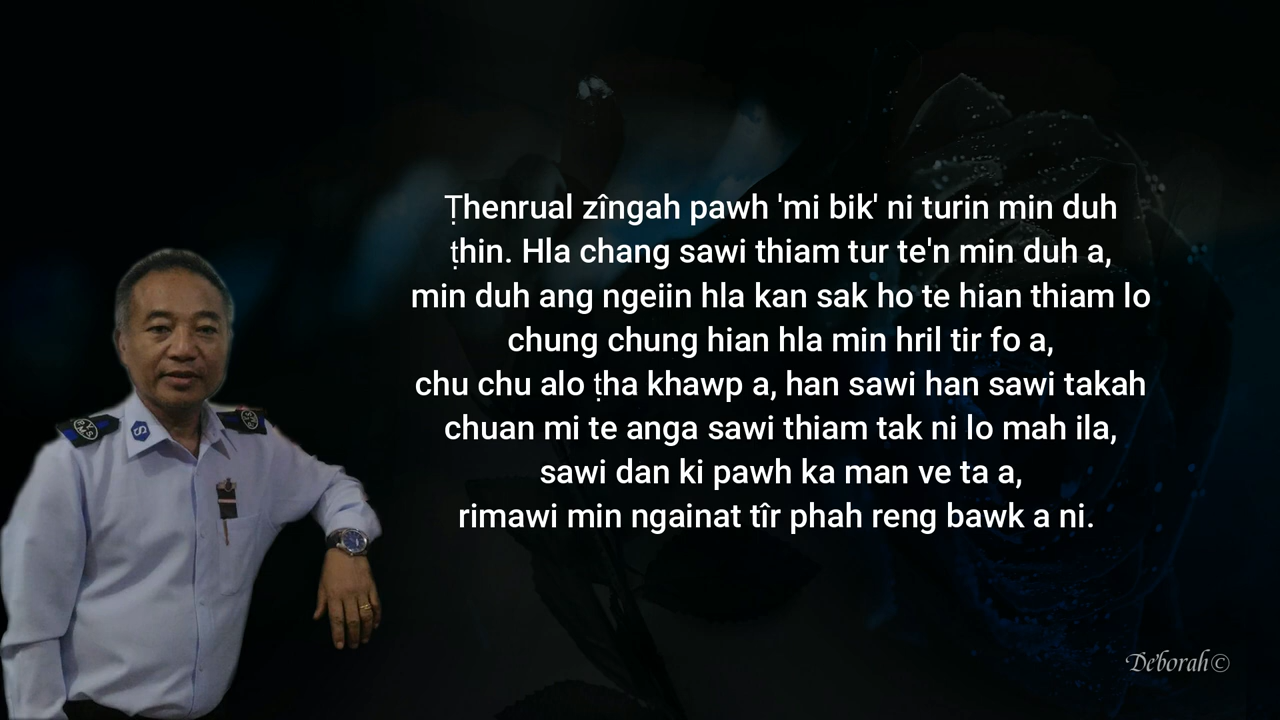 Ṭhenrual zîngah pawh 'mi bik' ni turin min duh
ṭhin. Hla chang sawi thiam tur te'n min duh a,
min duh ang ngeiin hla kan sak ho te hian thiam lo
chung chung hian hla min hril tir fo a,
chu chu alo ṭha khawp a, han sawi han sawi takah
chuan mi te anga sawi thiam tak ni lo mah ila,
sawi dan ki pawh ka man ve ta a,
rimawi min ngainat tîr phah reng bawk a ni.
S
Deborah©